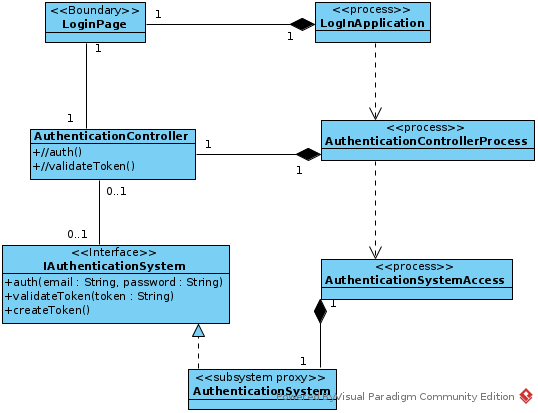 <<Boundary>>
LoginPage
<<process>>
LogInApplication
1
1
1
1
AuthenticationController
+//auth()
+//validateToken()
1
1
<<process>>
AuthenticationControllerProcess
0..1
0..1
<<Interface>>
IAuthenticationSystem
+auth(email : String, password : String)
+validateToken(token : String)
+createToken()
<<process>>
AuthenticationSystemAccess
1
1
<<subsystem proxy>>
AuthenticationSystem
Visual Paradigm Community Edition